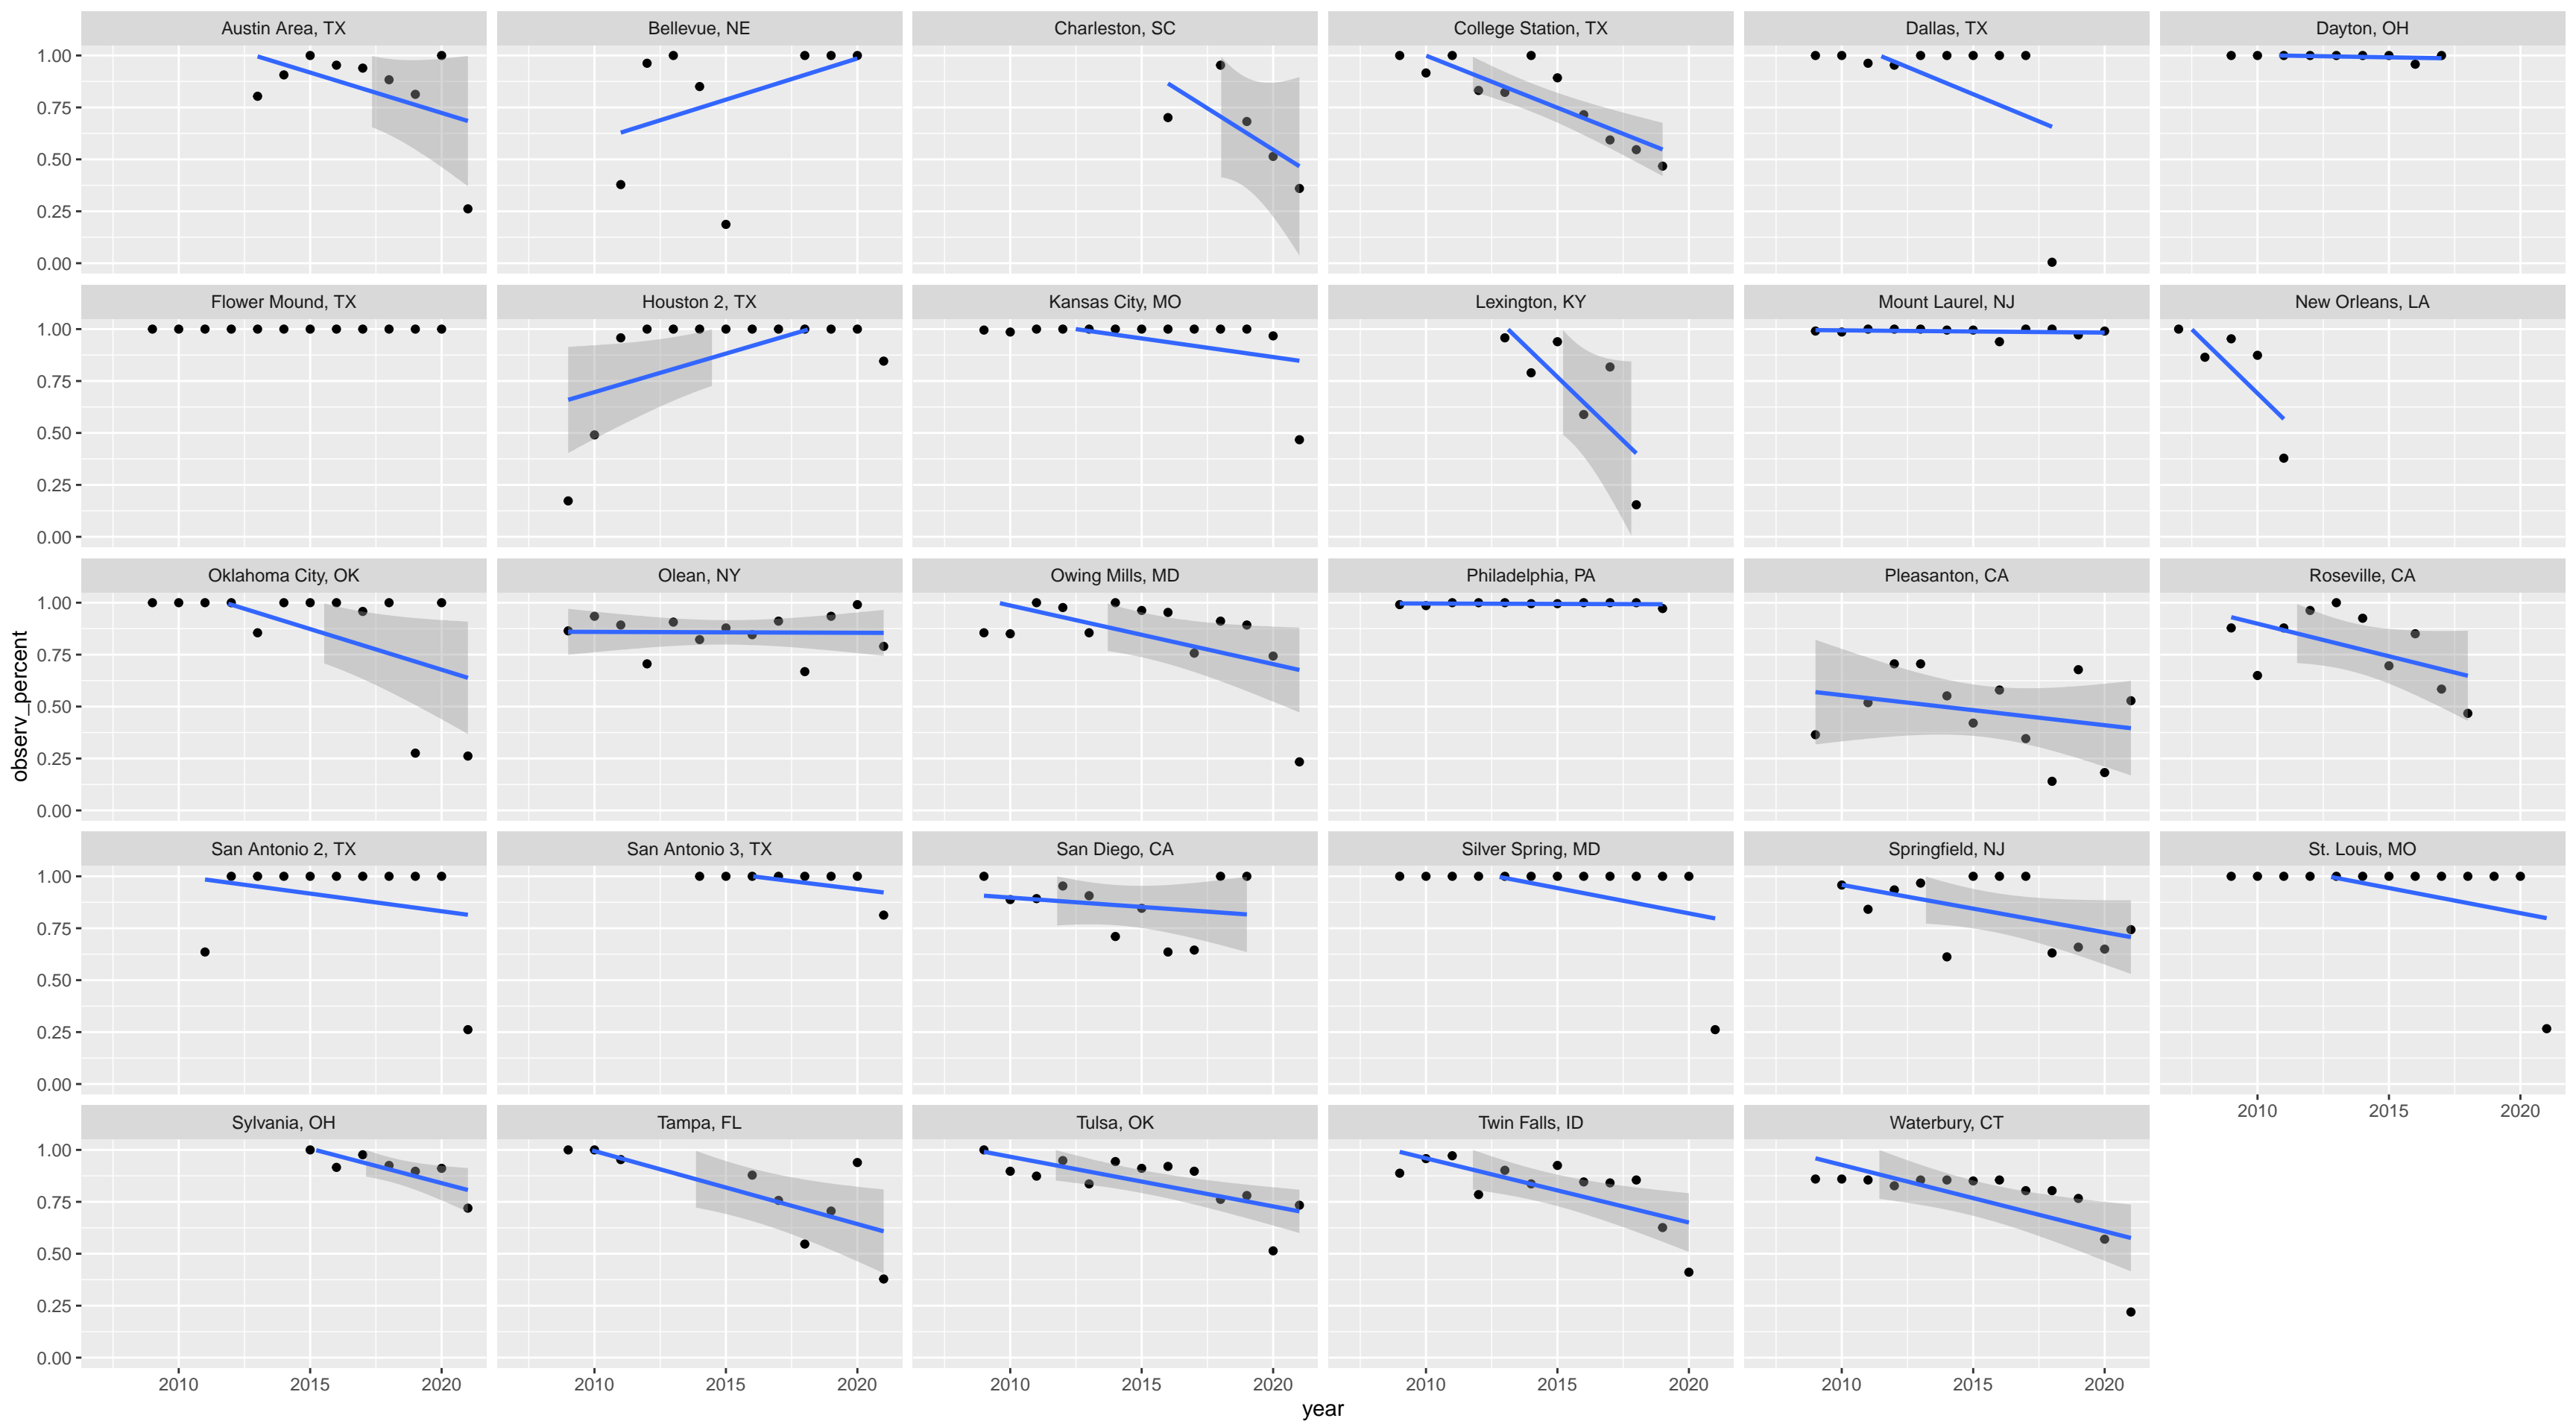 Austin Area, TX
Bellevue, NE
Charleston, SC
College Station, TX
Dallas, TX
Dayton, OH
1.00
0.75
0.50
0.25
0.00
Flower Mound, TX
Houston 2, TX
Kansas City, MO
Lexington, KY
Mount Laurel, NJ
New Orleans, LA
1.00
0.75
0.50
0.25
0.00
Oklahoma City, OK
Olean, NY
Owing Mills, MD
Philadelphia, PA
Pleasanton, CA
Roseville, CA
1.00
0.75
0.50
0.25
0.00
observ_percent
San Antonio 2, TX
San Antonio 3, TX
San Diego, CA
Silver Spring, MD
Springfield, NJ
St. Louis, MO
1.00
0.75
0.50
0.25
0.00
2010
2015
2020
Sylvania, OH
Tampa, FL
Tulsa, OK
Twin Falls, ID
Waterbury, CT
1.00
0.75
0.50
0.25
0.00
2010
2015
2020
2010
2015
2020
2010
2015
2020
2010
2015
2020
2010
2015
2020
year